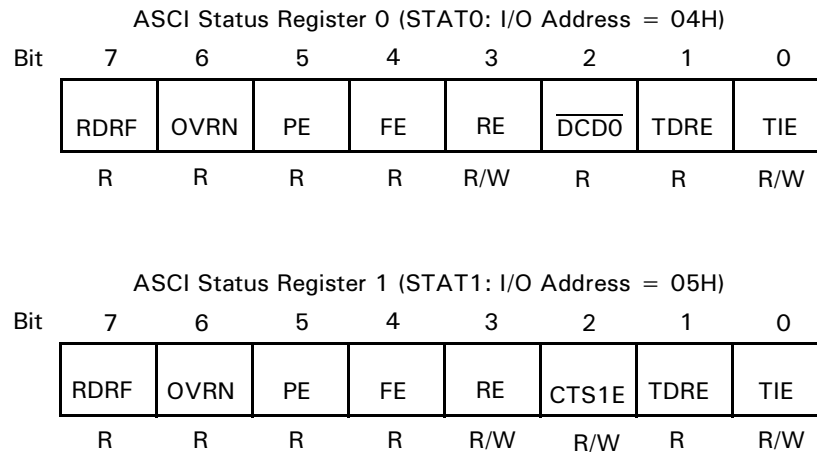 ASCI Status Register 0 (STAT0: I/O Address = 04H)
Bit 7 6 5 4 3 2 1 0
RDRF OVRN PE FE RE D̅C̅D̅0̅ TDRE TIE
R R R R R/W R R R/W
ASCI Status Register 1 (STAT1: I/O Address = 05H)
Bit 7 6 5 4 3 2 1 0
RDRF OVRN PE FE RE CTS1E TDRE TIE
R R R R R/W R/W R R/W